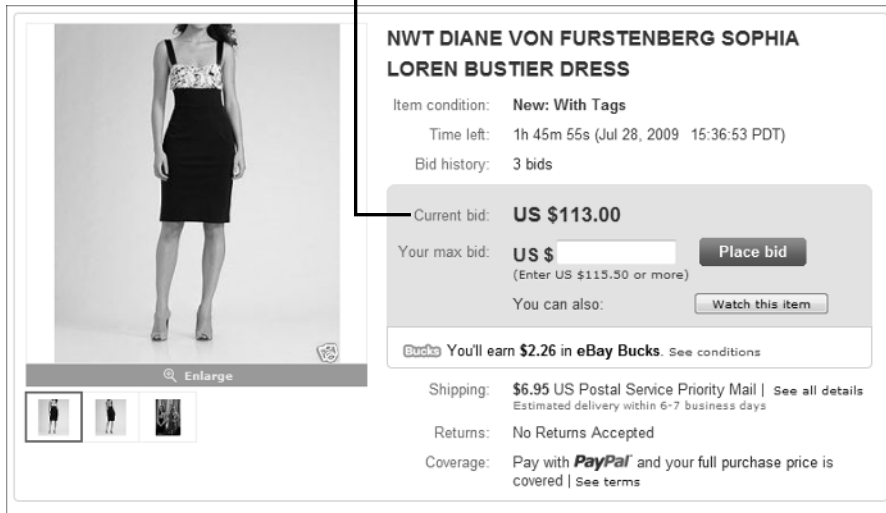 NWT DIANE VON FURSTENBERG SOPHIA
LOREN BUSTIER DRESS
Item condition: New: With Tags
Time left: 1h 45m 55s (Jul 28, 2009 15:36:53 PDT)
Bid history: 3 bids
Current bid: US $113.00
Your max bid: US $ Place bid
(Enter US $115.50 or more)
You can also: Watch this item
Bucks You'll earn $2.26 in eBay Bucks. See conditions
Enlarge
Shipping: $6.95 US Postal Service Priority Mail | See all details
Estimated delivery within 6-7 business days
Returns: No Returns Accepted
Coverage: Pay with PayPal and your full purchase price is
covered | See terms